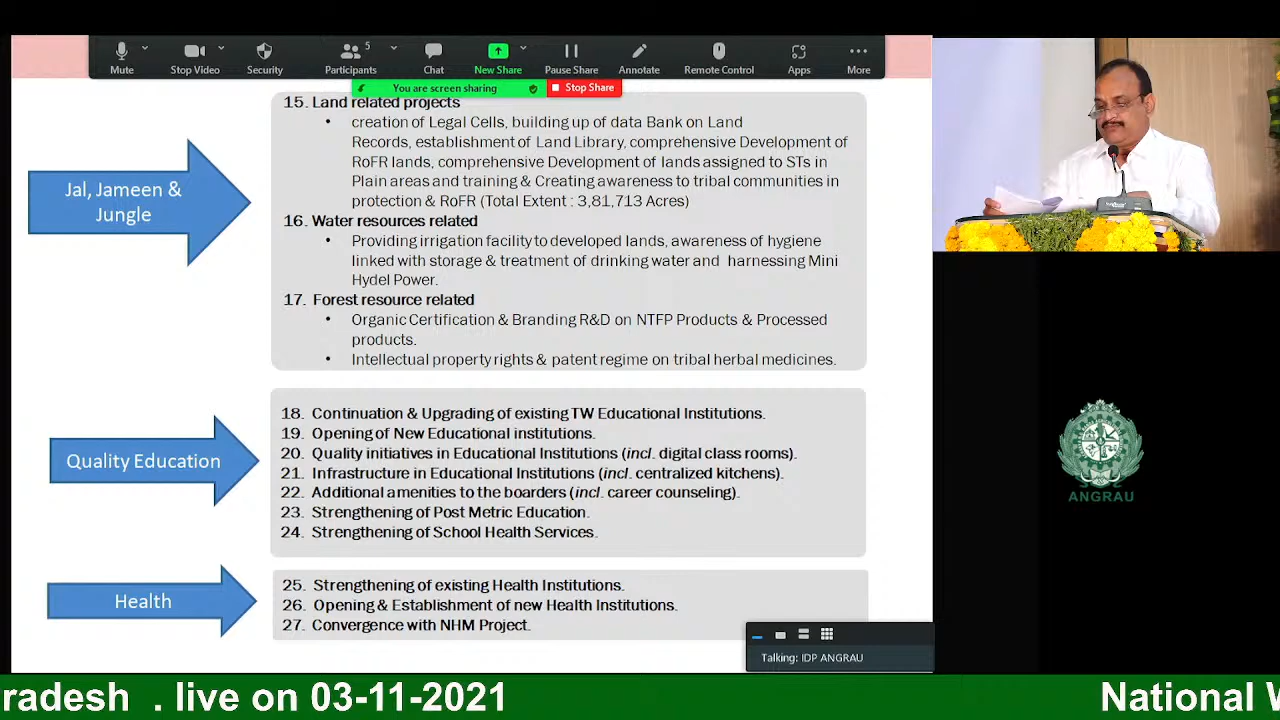 Mute
Stop Video
Security
Participants
5
Chat
New Share
Pause Share
Annotate
Remote Control
Apps
More
You are screen sharing
Stop Share
Jal, Jameen &
Jungle
15. Land related projects
• creation of Legal Cells, building up of data Bank on Land
Records, establishment of Land Library, comprehensive Development of
RoFR lands, comprehensive Development of lands assigned to STs in
Plain areas and training & Creating awareness to tribal communities in
protection & RoFR (Total Extent : 3,81,713 Acres)
16. Water resources related
• Providing irrigation facility to developed lands, awareness of hygiene
linked with storage & treatment of drinking water and harnessing Mini
Hydel Power.
17. Forest resource related
• Organic Certification & Branding R&D on NTFP Products & Processed
products.
• Intellectual property rights & patent regime on tribal herbal medicines.
Quality Education
18. Continuation & Upgrading of existing TW Educational Institutions.
19. Opening of New Educational institutions.
20. Quality initiatives in Educational Institutions (incl. digital class rooms).
21. Infrastructure in Educational Institutions (incl. centralized kitchens).
22. Additional amenities to the boarders (incl. career counseling).
23. Strengthening of Post Metric Education.
24. Strengthening of School Health Services.
Health
25. Strengthening of existing Health Institutions.
26. Opening & Establishment of new Health Institutions.
27. Convergence with NHM Project.
Talking: IDP ANGRAU
ANGRAU
radesh . live on 03-11-2021
National